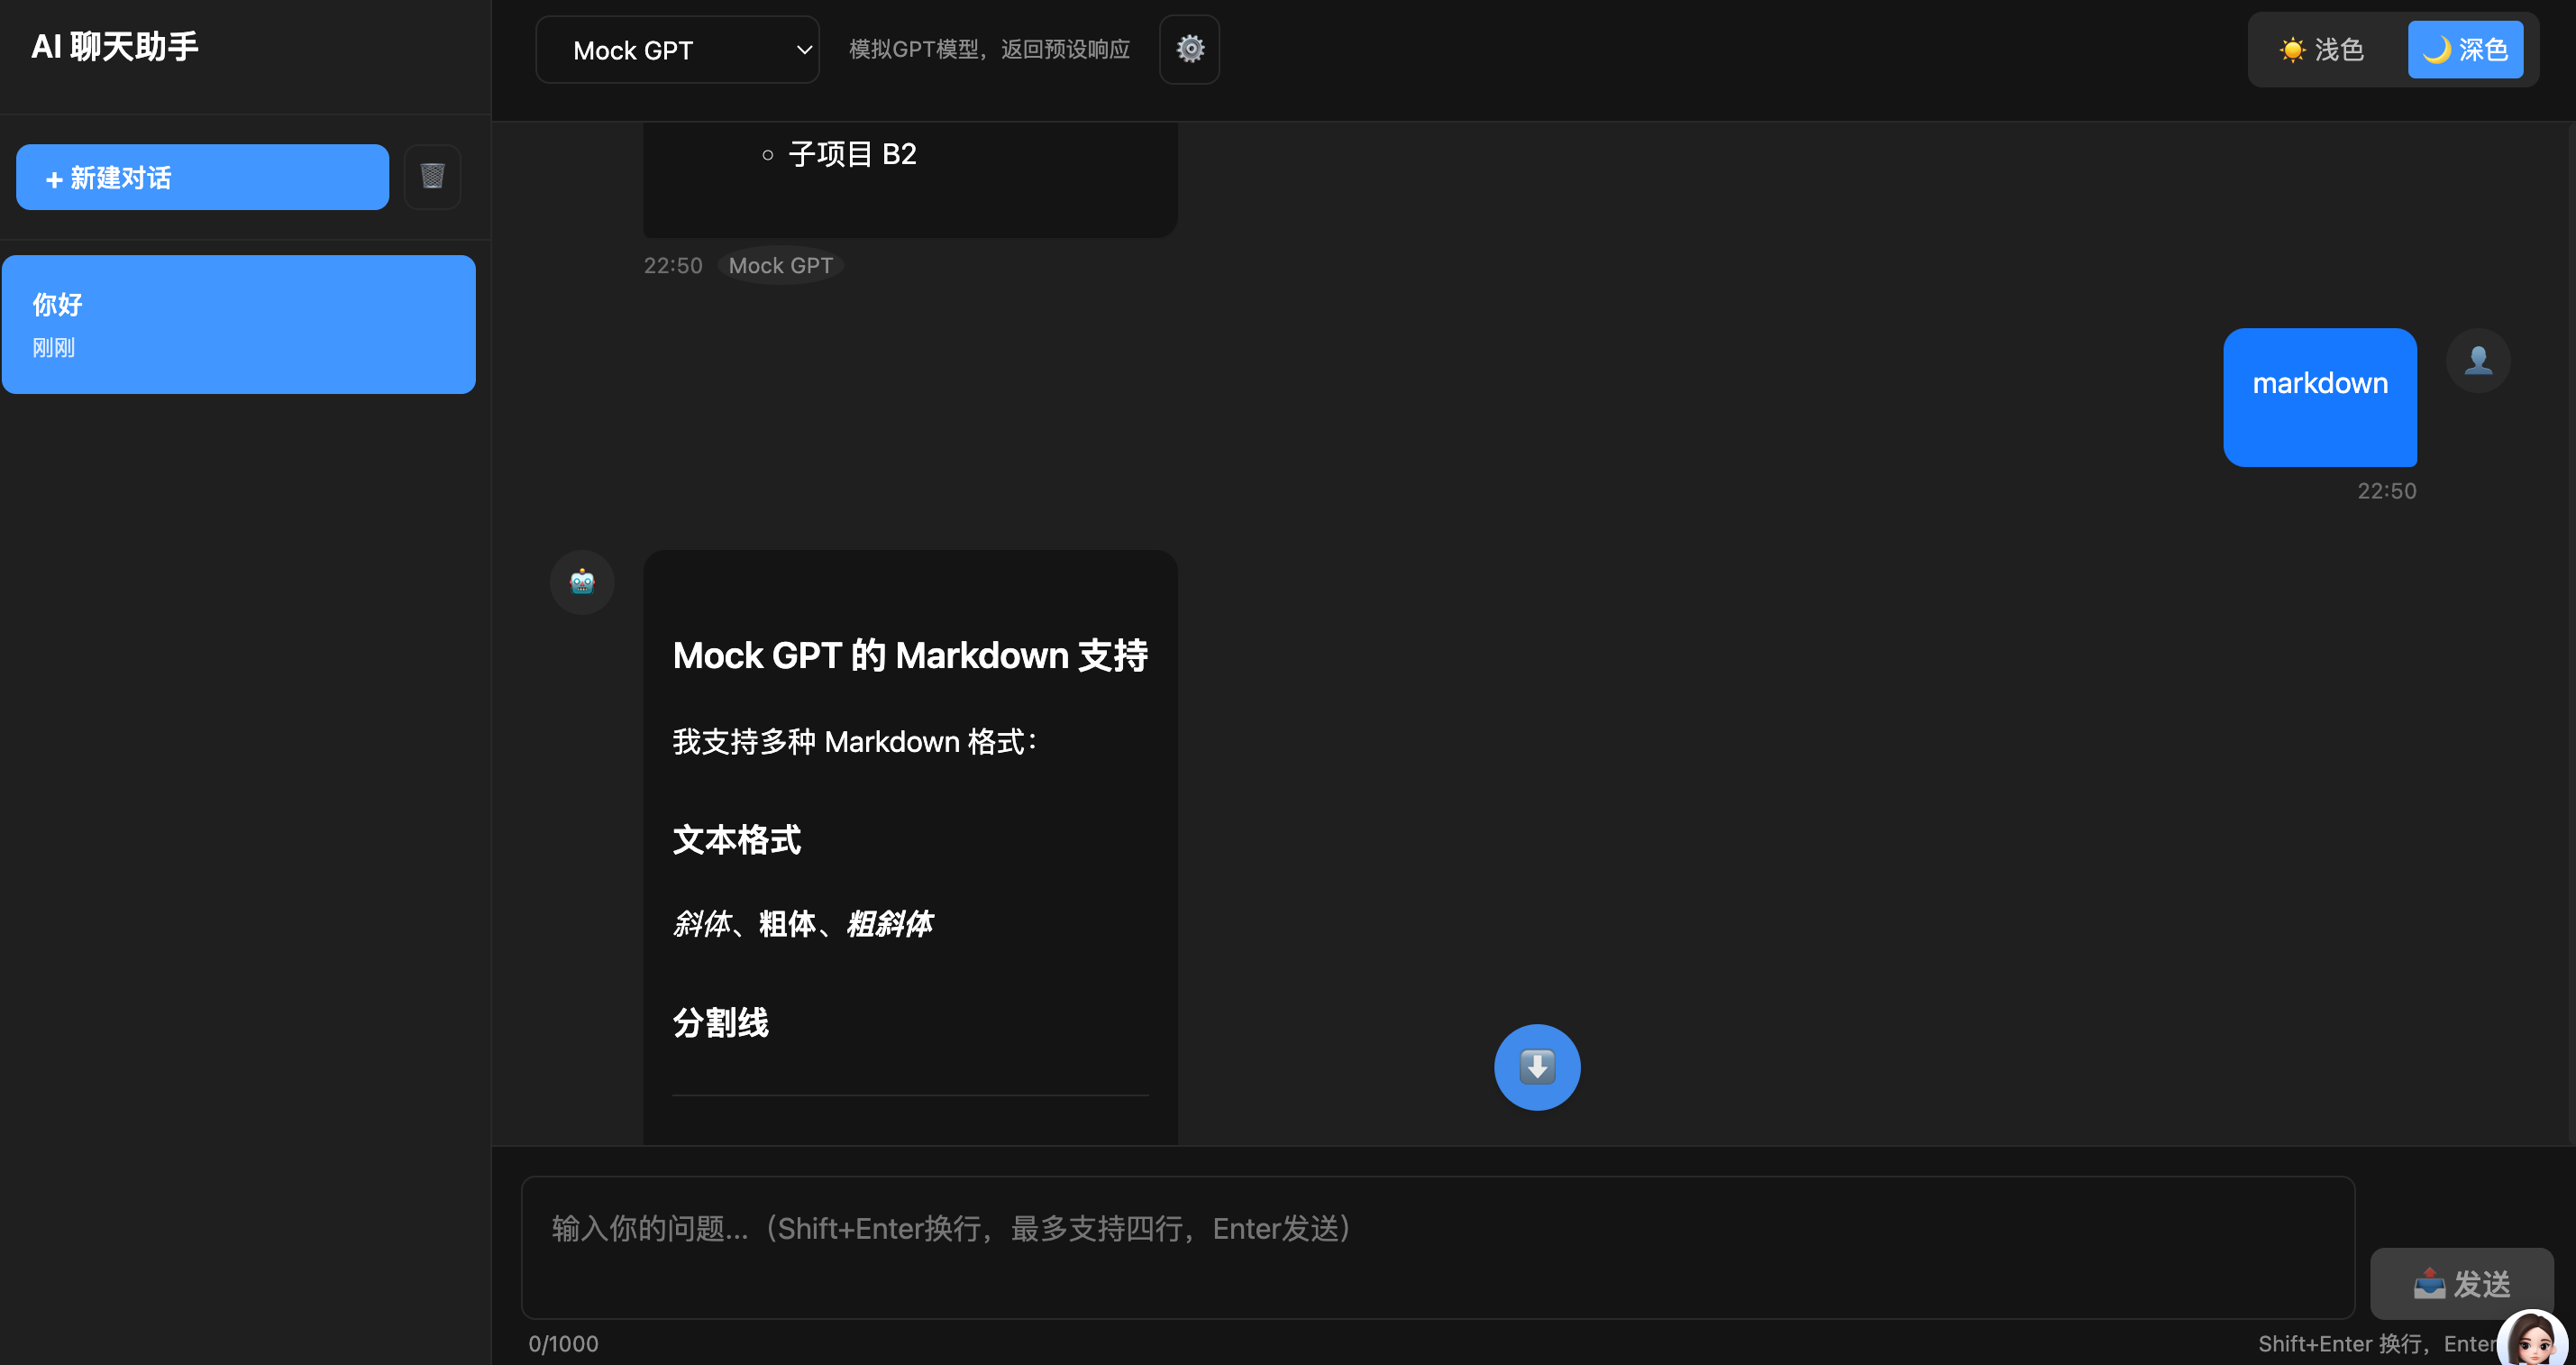 AI 聊天助手
+ 新建对话
你好
刚刚
Mock GPT
模拟GPT模型，返回预设响应
浅色
深色
子项目 B2
22:50 Mock GPT
markdown
22:50
Mock GPT 的 Markdown 支持
我支持多种 Markdown 格式：
文本格式
斜体、粗体、粗斜体
分割线
输入你的问题...（Shift+Enter换行，最多支持四行，Enter发送）
发送
0/1000
Shift+Enter 换行，Enter